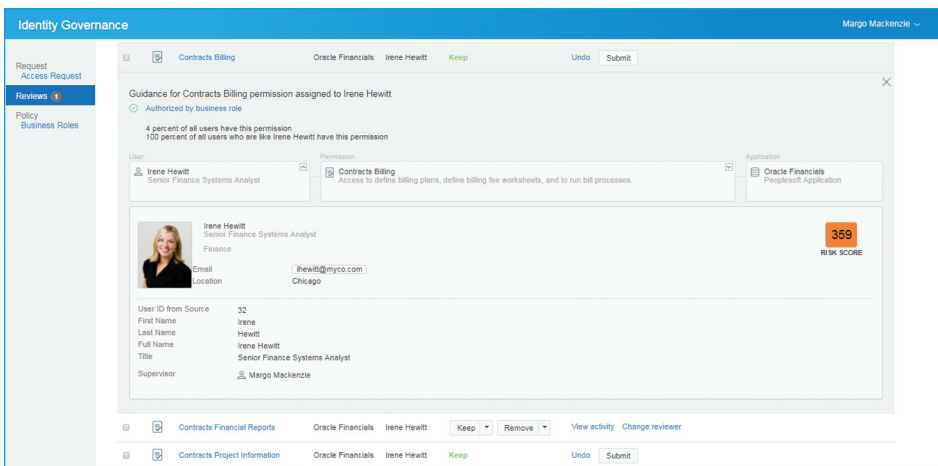 Identity Governance
Margo Mackenzie
Request
Access Request
Reviews 1
Policy
Business Roles
Contracts Billing Oracle Financials Irene Hewitt Keep Undo Submit
Guidance for Contracts Billing permission assigned to Irene Hewitt
Authorized by business role
4 percent of all users have this permission
100 percent of all users who are like Irene Hewitt have this permission
User Permission Application
Irene Hewitt
Senior Finance Systems Analyst
Contracts Billing
Access to define billing plans, define billing fee worksheets, and to run bill processes.
Oracle Financials
Peoplesoft Application
Irene Hewitt
Senior Finance Systems Analyst
Finance
Email ihewitt@myco.com
Location Chicago
359
RISK SCORE
User ID from Source 32
First Name Irene
Last Name Hewitt
Full Name Irene Hewitt
Title Senior Finance Systems Analyst
Supervisor Margo Mackenzie
Contracts Financial Reports Oracle Financials Irene Hewitt Keep Remove View activity Change reviewer
Contracts Project Information Oracle Financials Irene Hewitt Keep Undo Submit